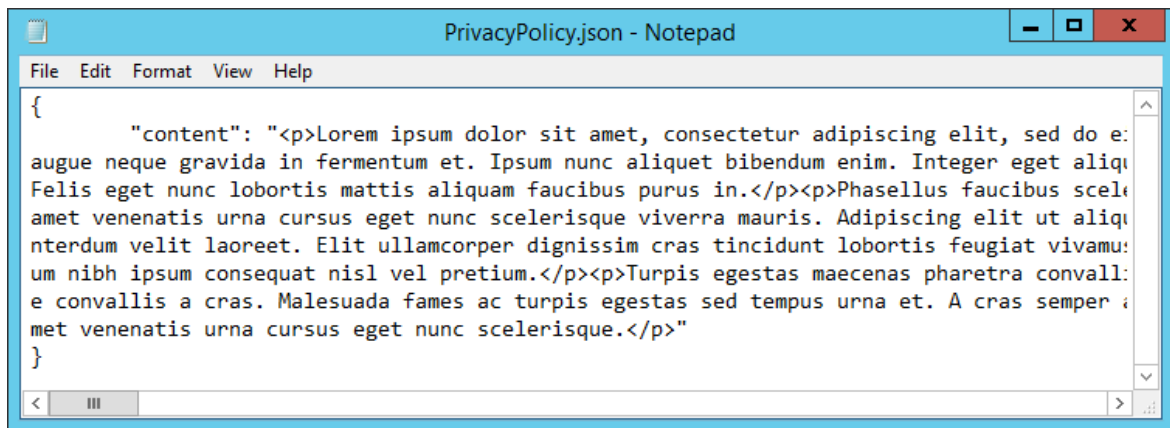 PrivacyPolicy.json - Notepad
File Edit Format View Help
{
"content": "<p>Lorem ipsum dolor sit amet, consectetur adipiscing elit, sed do
augue neque gravida in fermentum et. Ipsum nunc aliquet bibendum enim. Integer eget
Felis eget nunc lobortis mattis aliquam faucibus purus in.</p><p>Phasellus faucibus
amet venenatis urna cursus eget nunc scelerisque viverra mauris. Adipiscing elit ut
nterdum velit laoreet. Elit ullamcorper dignissim cras tincidunt lobortis feugiat
um nibh ipsum consequat nisl vel pretium.</p><p>Turpis egestas maecenas pharetra
e convallis a cras. Malesuada fames ac turpis egestas sed tempus urna et. A cras semper
met venenatis urna cursus eget nunc scelerisque.</p>"
}